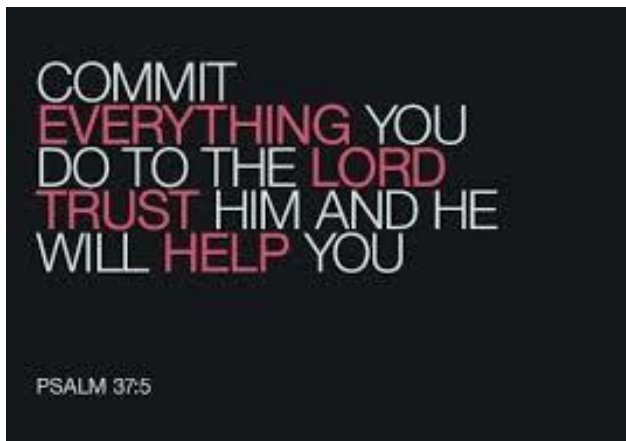 COMMIT
EVERYTHING YOU
DO TO THE LORD
TRUST HIM AND HE
WILL HELP YOU
PSALM 37:5